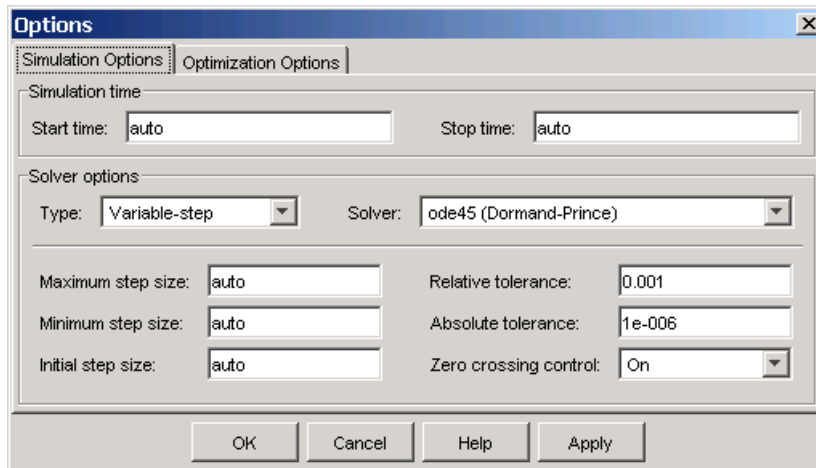 Options
Simulation Options Optimization Options
Simulation time
Start time: auto Stop time: auto
Solver options
Type: Variable-step Solver: ode45 (Dormand-Prince)
Maximum step size: auto Relative tolerance: 0.001
Minimum step size: auto Absolute tolerance: 1e-006
Initial step size: auto Zero crossing control: On
OK Cancel Help Apply